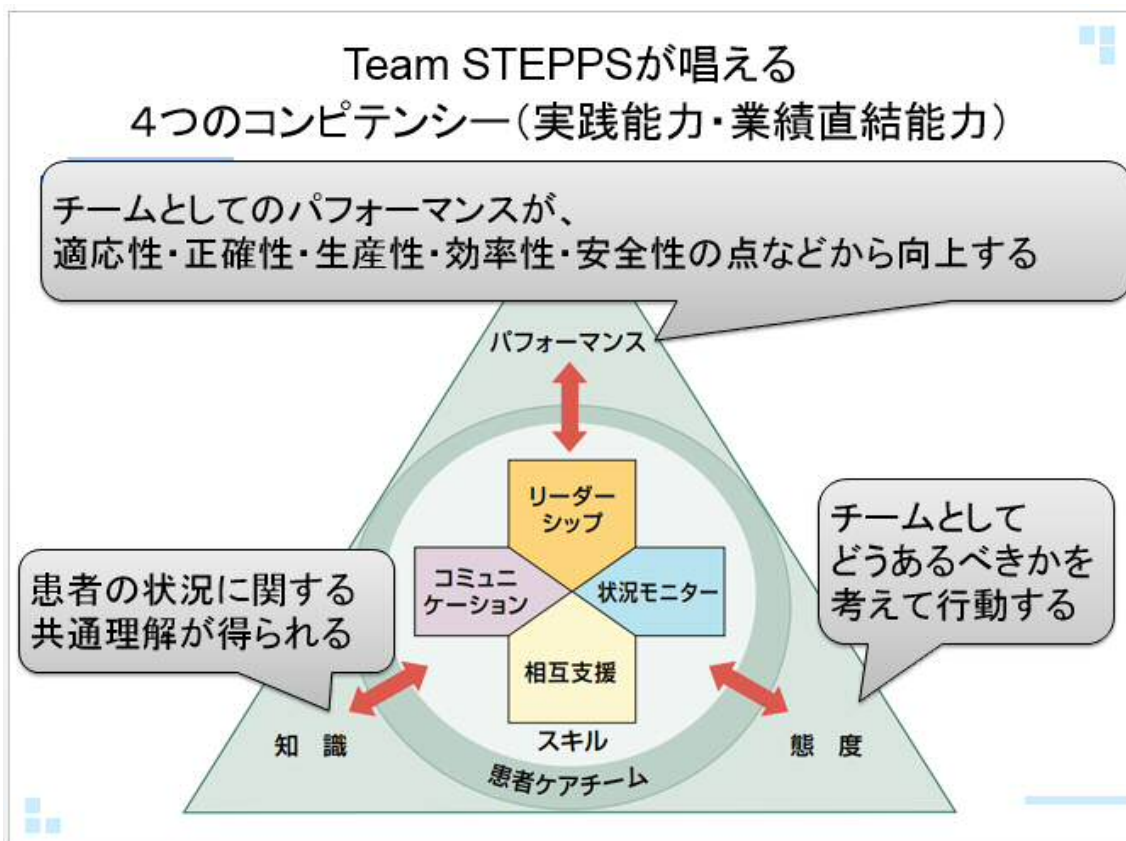 Team STEPPSが唱える
4つのコンピテンシー(実践能力・業績直結能力)
チームとしてのパフォーマンスが、
適応性・正確性・生産性・効率性・安全性の点などから向上する
パフォーマンス
リーダー
シップ
コミュニ
ケーション
状況モニター
相互支援
スキル
患者ケアチーム
患者の状況に関する
共通理解が得られる
チームとして
どうあるべきかを
考えて行動する
知 識
態 度